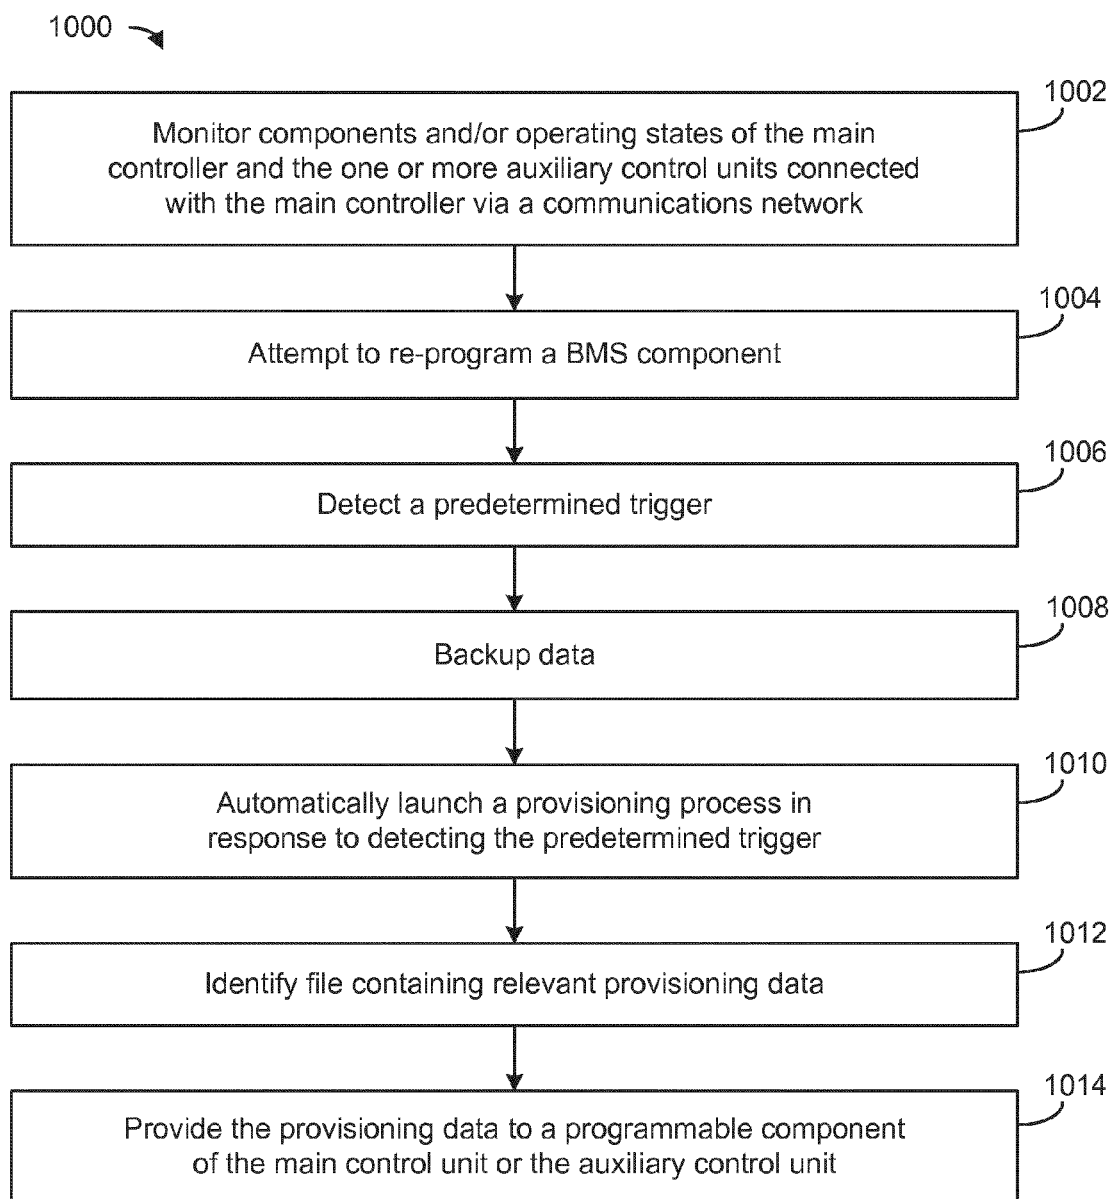 1000
1002
Monitor components and/or operating states of the main
controller and the one or more auxiliary control units connected
with the main controller via a communications network
1004
Attempt to re-program a BMS component
1006
Detect a predetermined trigger
1008
Backup data
1010
Automatically launch a provisioning process in
response to detecting the predetermined trigger
1012
Identify file containing relevant provisioning data
1014
Provide the provisioning data to a programmable component
of the main control unit or the auxiliary control unit